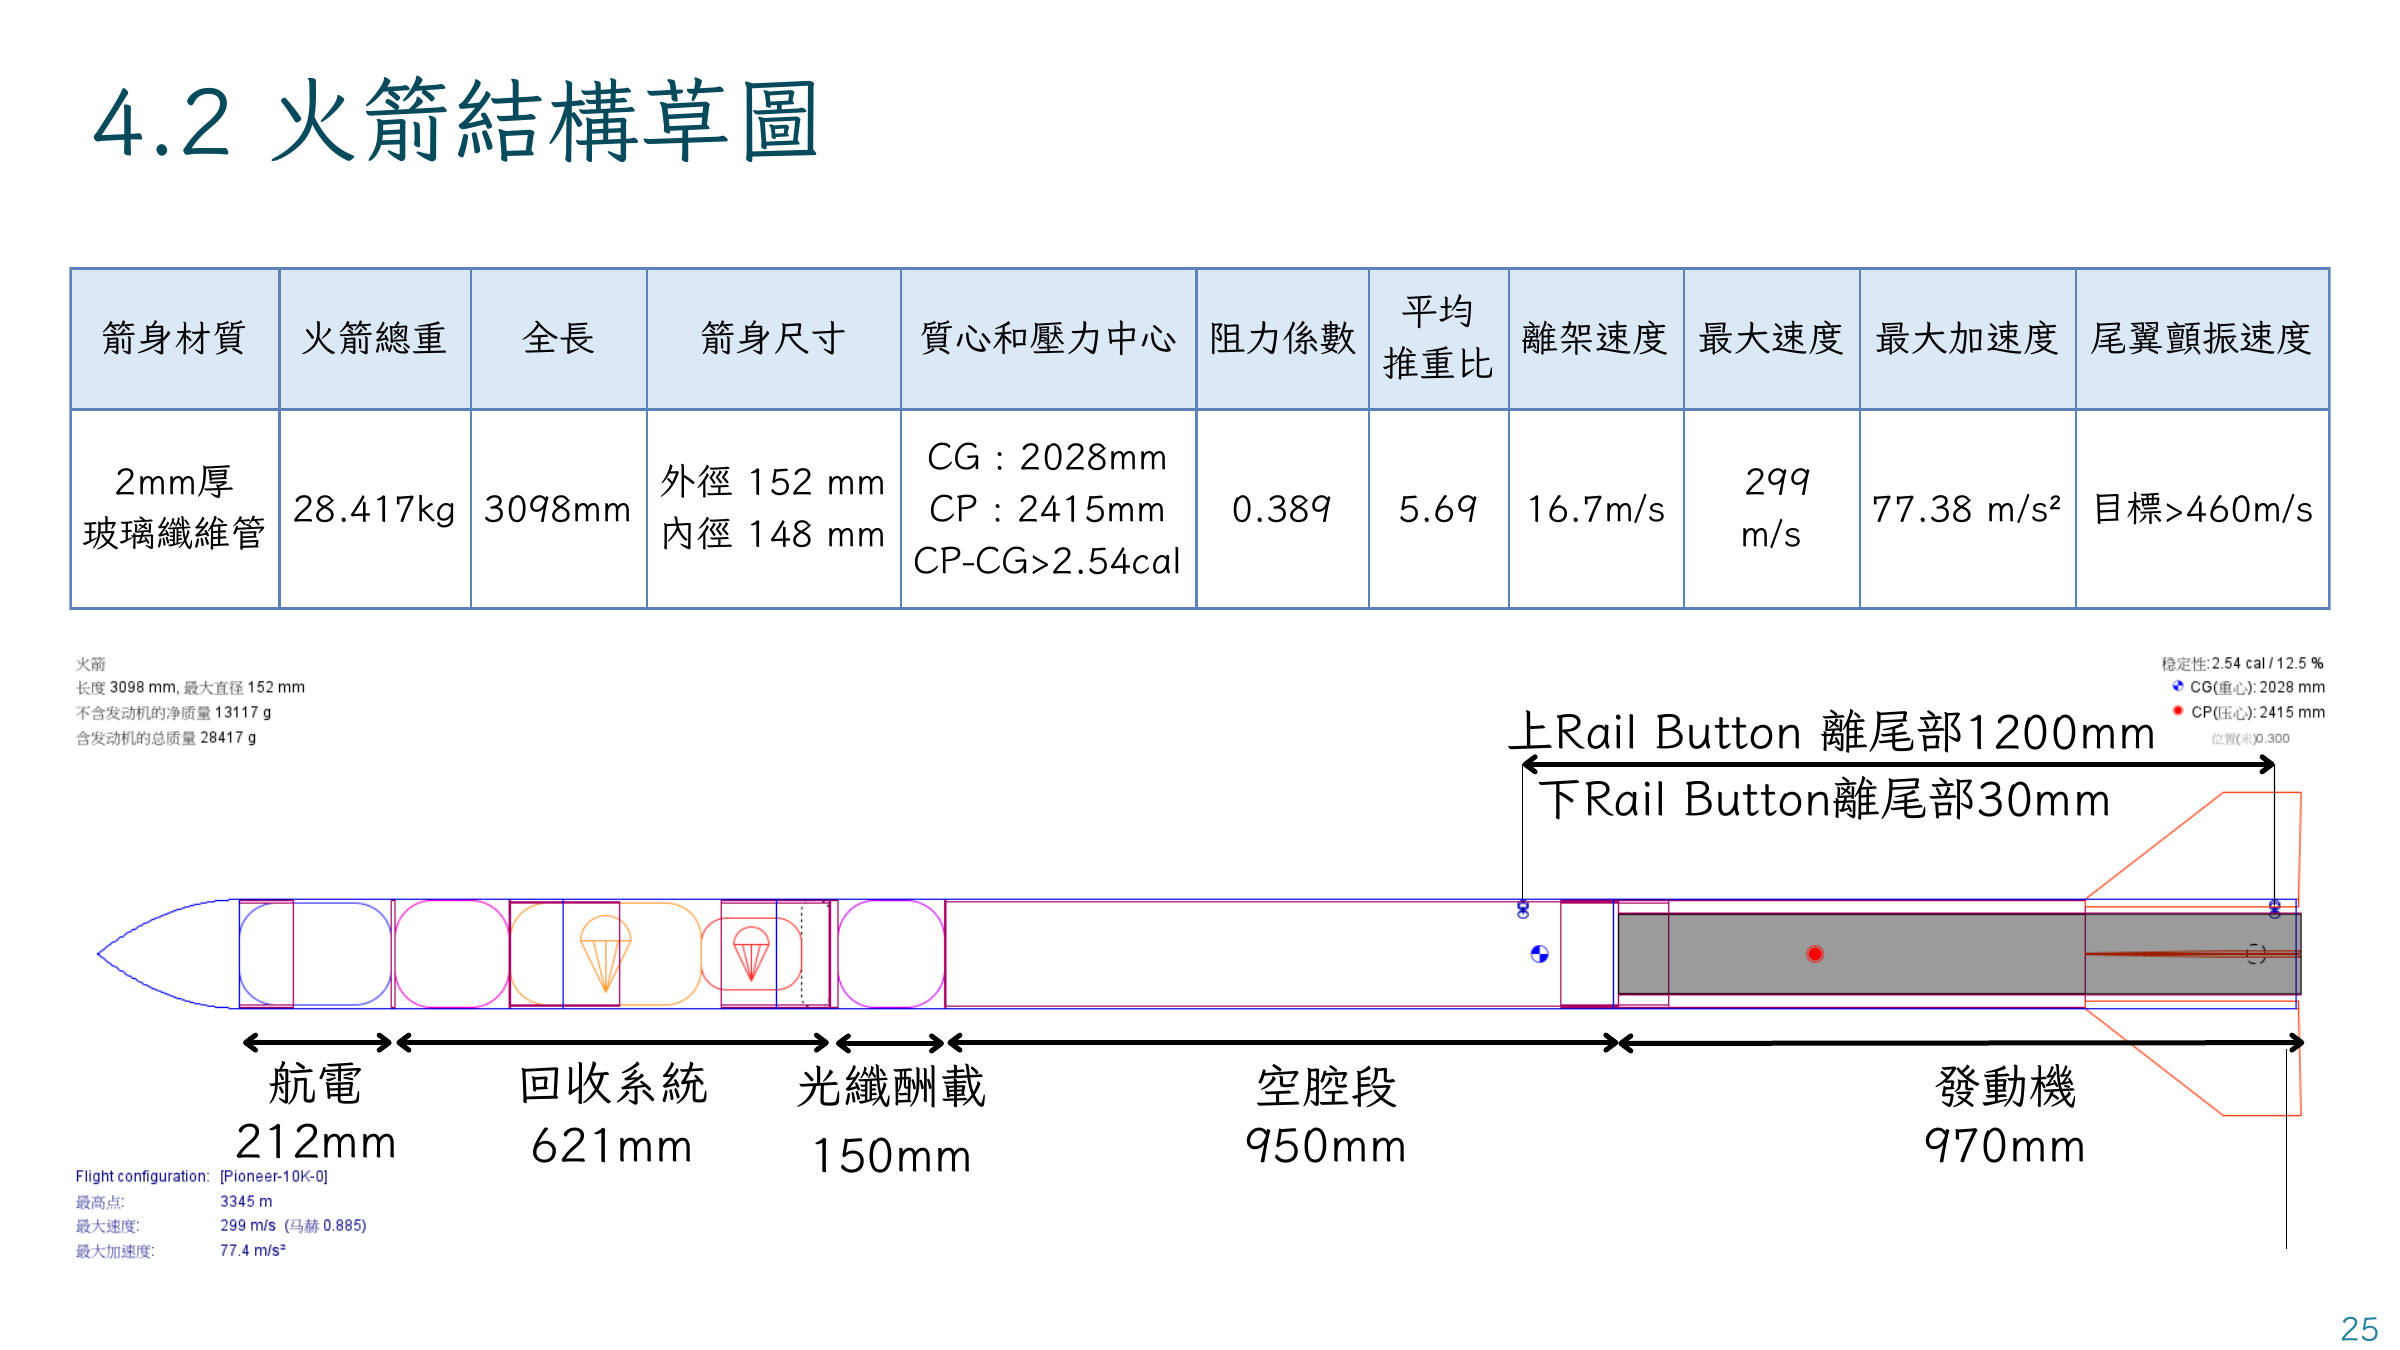 4.2 火箭結構草圖
箭身材質 火箭總重 全長 箭身尺寸 質心和壓力中心 阻力係數 平均 推重比 離架速度 最大速度 最大加速度 尾翼顫振速度
2mm厚
玻璃纖維管
28.417kg
3098mm
外徑 152 mm
內徑 148 mm
CG : 2028mm
CP : 2415mm
CP-CG>2.54cal
0.389
5.69
16.7m/s
299
m/s
77.38 m/s²
目標>460m/s
火箭
长度 3098 mm, 最大直径 152 mm
不含发动机的净质量 13117 g
含发动机的总质量 28417 g
稳定性:2.54 cal / 12.5 %
CG(重心): 2028 mm
CP(压心): 2415 mm
位置(米)0.300
上Rail Button 離尾部1200mm
下Rail Button離尾部30mm
航電
212mm
回收系統
621mm
光纖酬載
150mm
空腔段
950mm
發動機
970mm
Flight configuration: [Pioneer-10K-0]
最高点: 3345 m
最大速度: 299 m/s (马赫 0.885)
最大加速度: 77.4 m/s²
25